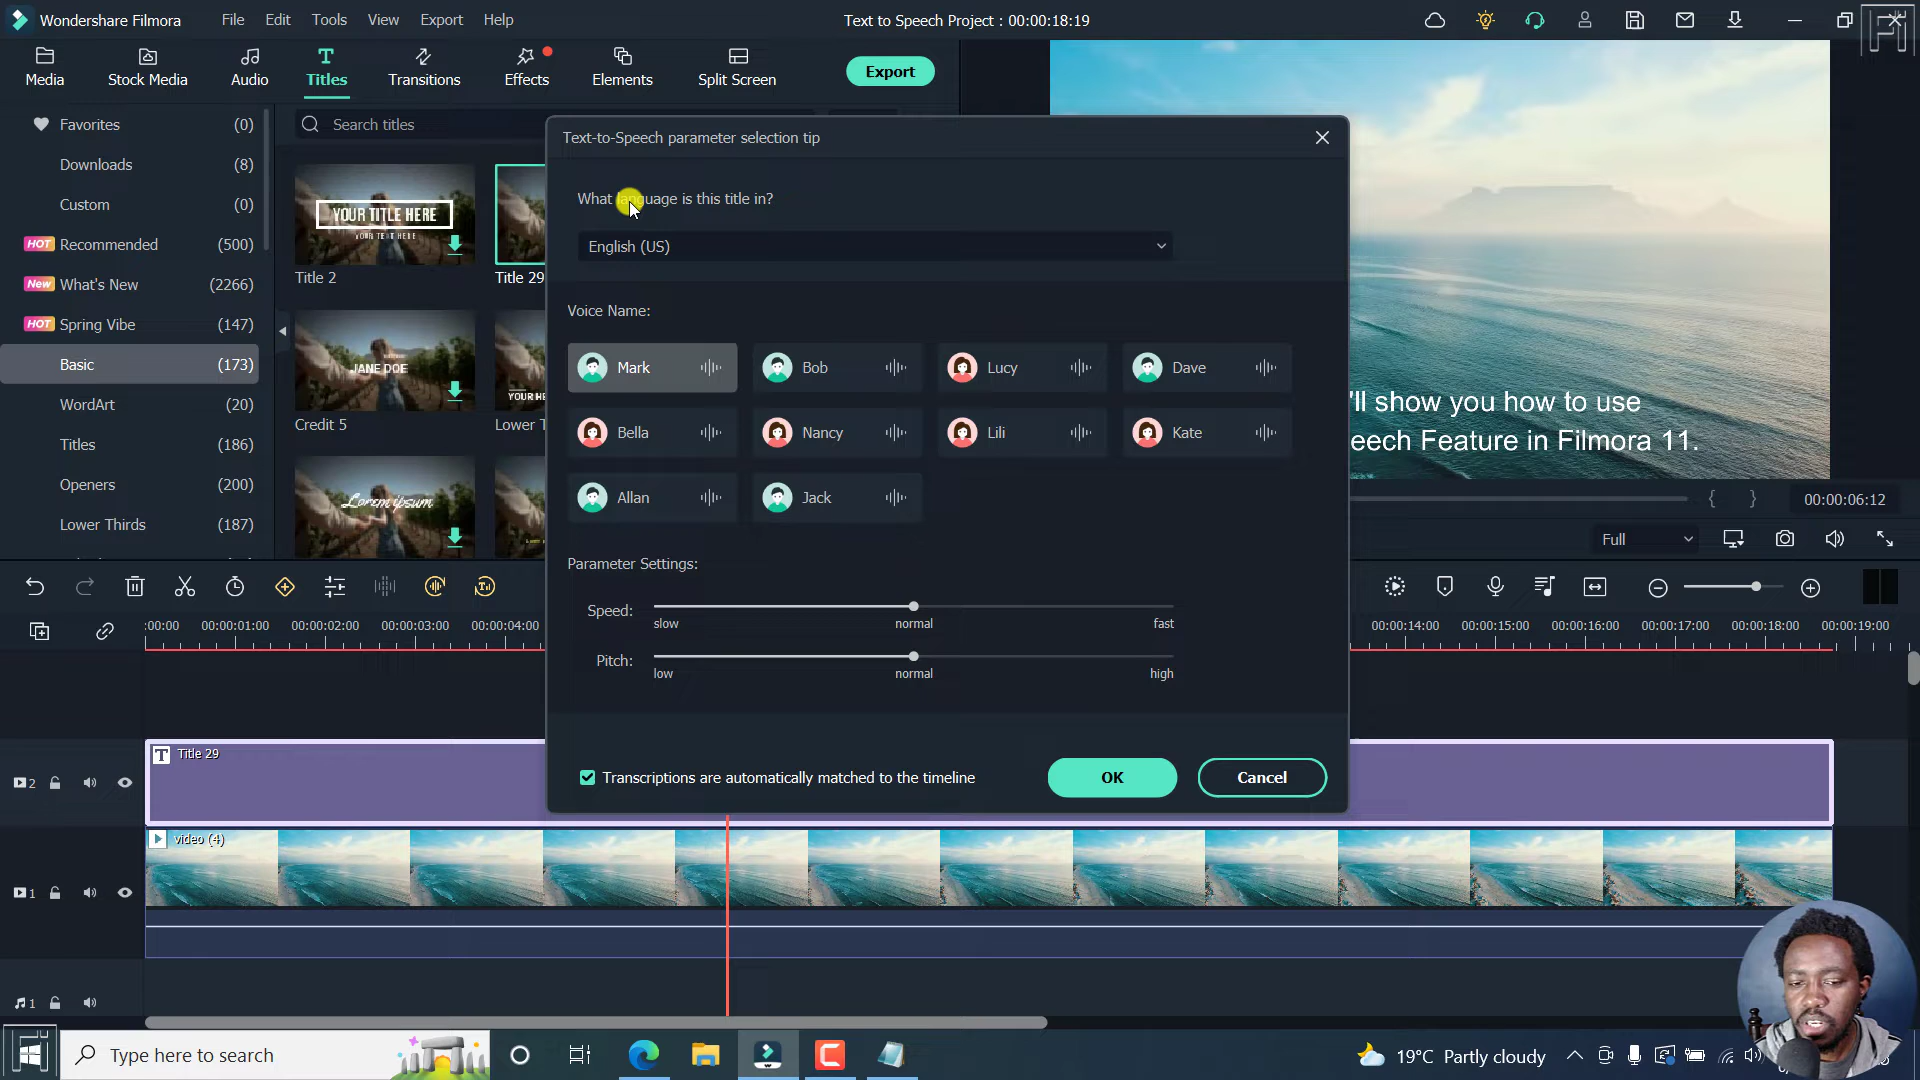 Wondershare Filmora
File Edit Tools View Export Help
Text to Speech Project : 00:00:18:19
Media
Stock Media
Audio
Titles
Transitions
Effects
Elements
Split Screen
Export
Favorites (0)
Downloads (8)
Custom (0)
HOT Recommended (500)
New What's New (2266)
HOT Spring Vibe (147)
Basic (173)
WordArt (20)
Titles (186)
Openers (200)
Lower Thirds (187)
Search titles
YOUR TITLE HERE
YOUR TEXT HERE
Title 2
Title 29
JANE DOE
Credit 5
YOUR HE
Lower T
Lorem ipsum
Text-to-Speech parameter selection tip
What language is this title in?
English (US)
Voice Name:
Mark
Bob
Lucy
Dave
Bella
Nancy
Lili
Kate
Allan
Jack
Parameter Settings:
Speed:
slow normal fast
Pitch:
low normal high
Transcriptions are automatically matched to the timeline
OK
Cancel
'll show you how to use
eech Feature in Filmora 11.
{ } 00:00:06:12
Full
:00:00 00:00:01:00 00:00:02:00 00:00:03:00 00:00:04:00 00:00:14:00 00:00:15:00 00:00:16:00 00:00:17:00 00:00:18:00 00:00:19:00
2
T Title 29
1
video (4)
1
Type here to search
19°C Partly cloudy